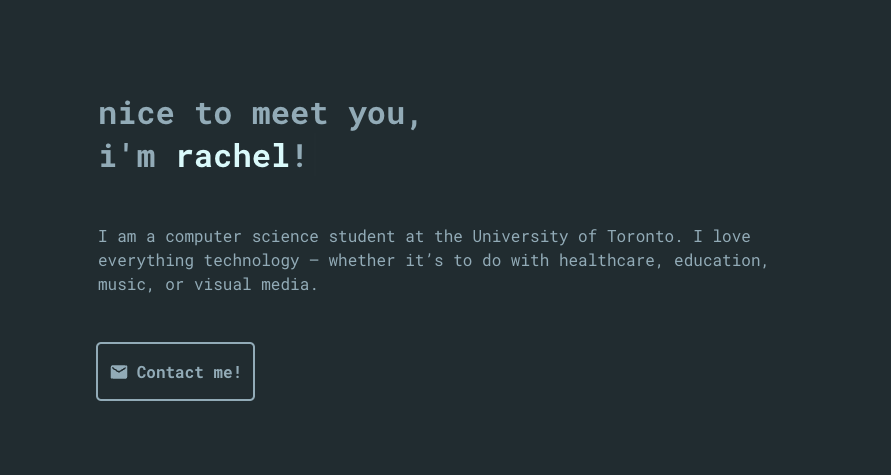 nice to meet you,
i'm rachel!
I am a computer science student at the University of Toronto. I love
everything technology — whether it’s to do with healthcare, education,
music, or visual media.
Contact me!